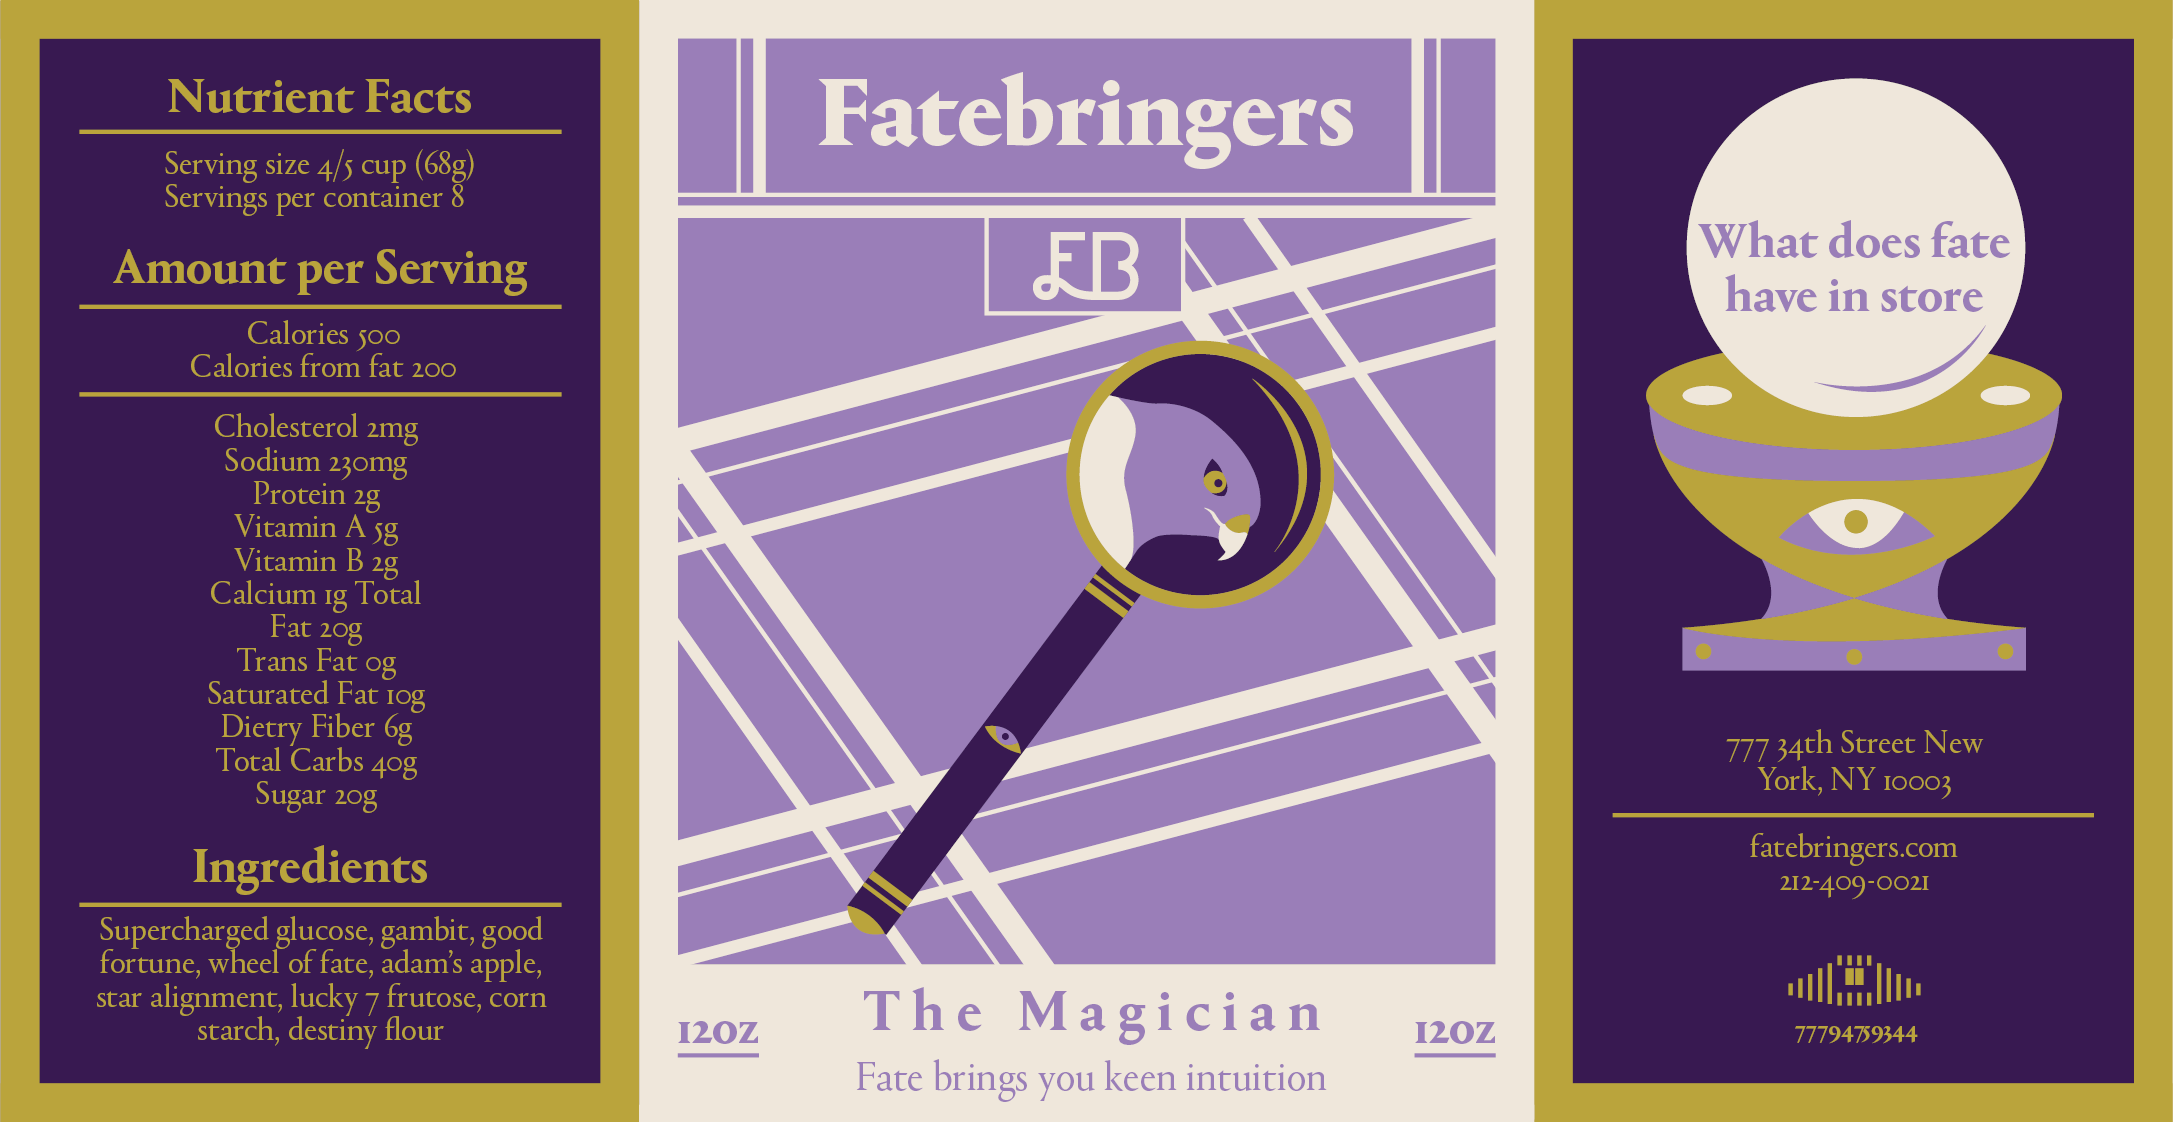 Nutrient Facts
Serving size 4/5 cup (68g)
Servings per container 8
Amount per Serving
Calories 500
Calories from fat 200
Cholesterol 2mg
Sodium 230mg
Protein 2g
Vitamin A 5g
Vitamin B 2g
Calcium 1g Total
Fat 20g
Trans Fat 0g
Saturated Fat 10g
Dietry Fiber 6g
Total Carbs 40g
Sugar 20g
Ingredients
Supercharged glucose, gambit, good
fortune, wheel of fate, adam's apple,
star alignment, lucky 7 frutose, corn
starch, destiny flour
Fatebringers
FB
The Magician
12oz
12oz
Fate brings you keen intuition
What does fate
have in store
777 34th Street New
York, NY 10003
fatebringers.com
212-409-0021
77794759344